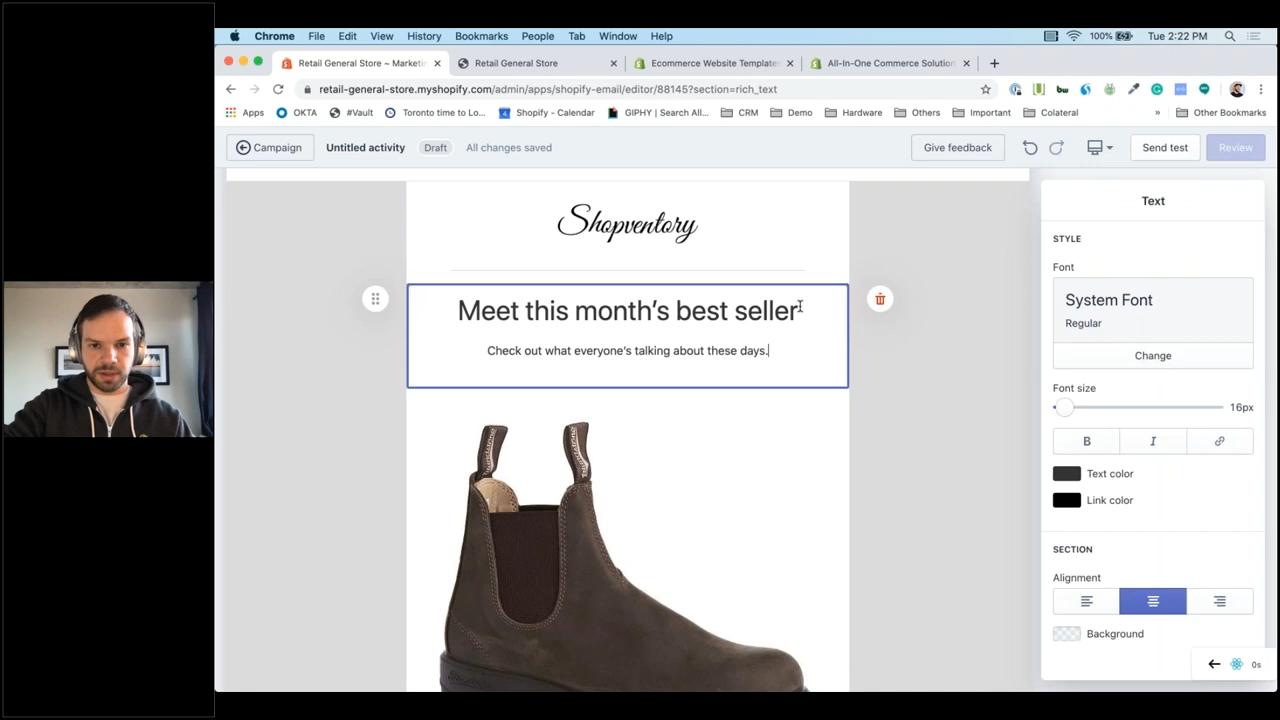 Chrome File Edit View History Bookmarks People Tab Window Help 100% Tue 2:22 PM
Retail General Store ~ Marketin Retail General Store Ecommerce Website Template All-In-One Commerce Solution
retail-general-store.myshopify.com/admin/apps/shopify-email/editor/88145?section=rich_text
Apps OKTA #Vault Toronto time to Lo... Shopify - Calendar GIPHY | Search All... CRM Demo Hardware Others Important Colateral » Other Bookmarks
Campaign Untitled activity Draft All changes saved Give feedback Send test Review
Shopventory
Meet this month's best seller
Check out what everyone's talking about these days.
Text
STYLE
Font
System Font
Regular
Change
Font size
16px
B I
Text color
Link color
SECTION
Alignment
Background
0s